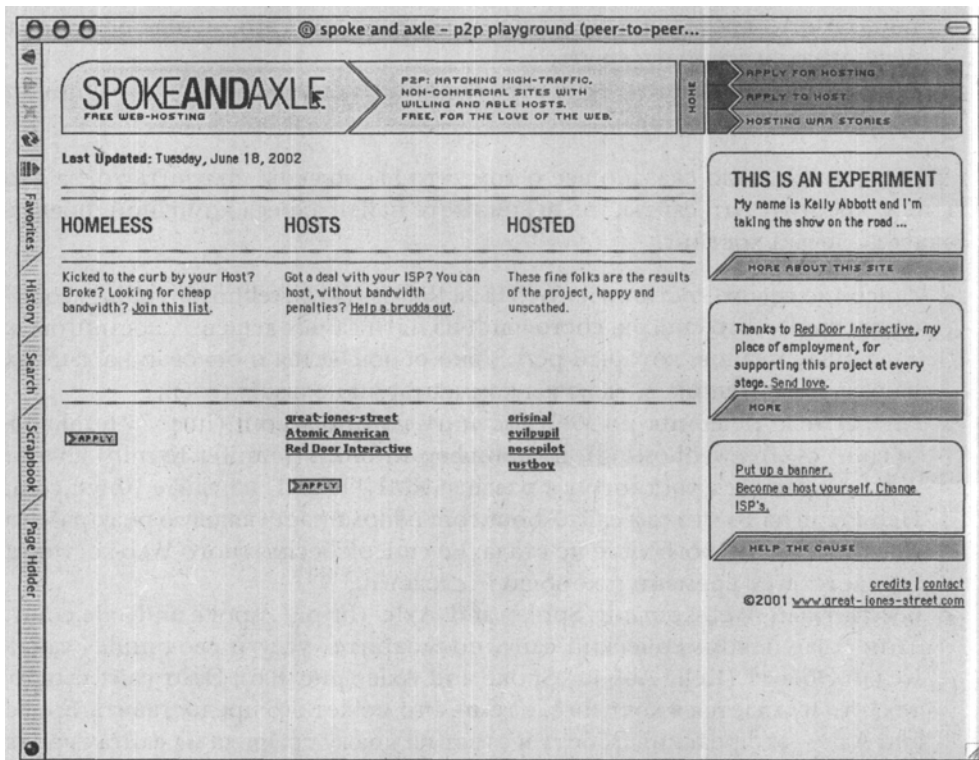 @ spoke and axle – p2p playground (peer-to-peer...
SPOKEANDAXLE
FREE WEB-HOSTING
P2P: MATCHING HIGH-TRAFFIC,
NON-COMMERCIAL SITES WITH
WILLING AND ABLE HOSTS.
FREE, FOR THE LOVE OF THE WEB.
HOME
APPLY FOR HOSTING
APPLY TO HOST
HOSTING WAR STORIES
Favorites
History
Search
Scrapbook
Page Holder
Last Updated: Tuesday, June 18, 2002
HOMELESS
Kicked to the curb by your Host?
Broke? Looking for cheap
bandwidth? Join this list.
APPLY
HOSTS
Got a deal with your ISP? You can
host, without bandwidth
penalties? Help a brudda out.
great-jones-street
Atomic American
Red Door Interactive
APPLY
HOSTED
These fine folks are the results
of the project, happy and
unscathed.
orisinal
evilpupil
nosepilot
rustboy
THIS IS AN EXPERIMENT
My name is Kelly Abbott and I'm
taking the show on the road ...
MORE ABOUT THIS SITE
Thanks to Red Door Interactive, my
place of employment, for
supporting this project at every
stage. Send love.
MORE
Put up a banner.
Become a host yourself. Change
ISP's.
HELP THE CAUSE
credits | contact
©2001 www.great-jones-street.com